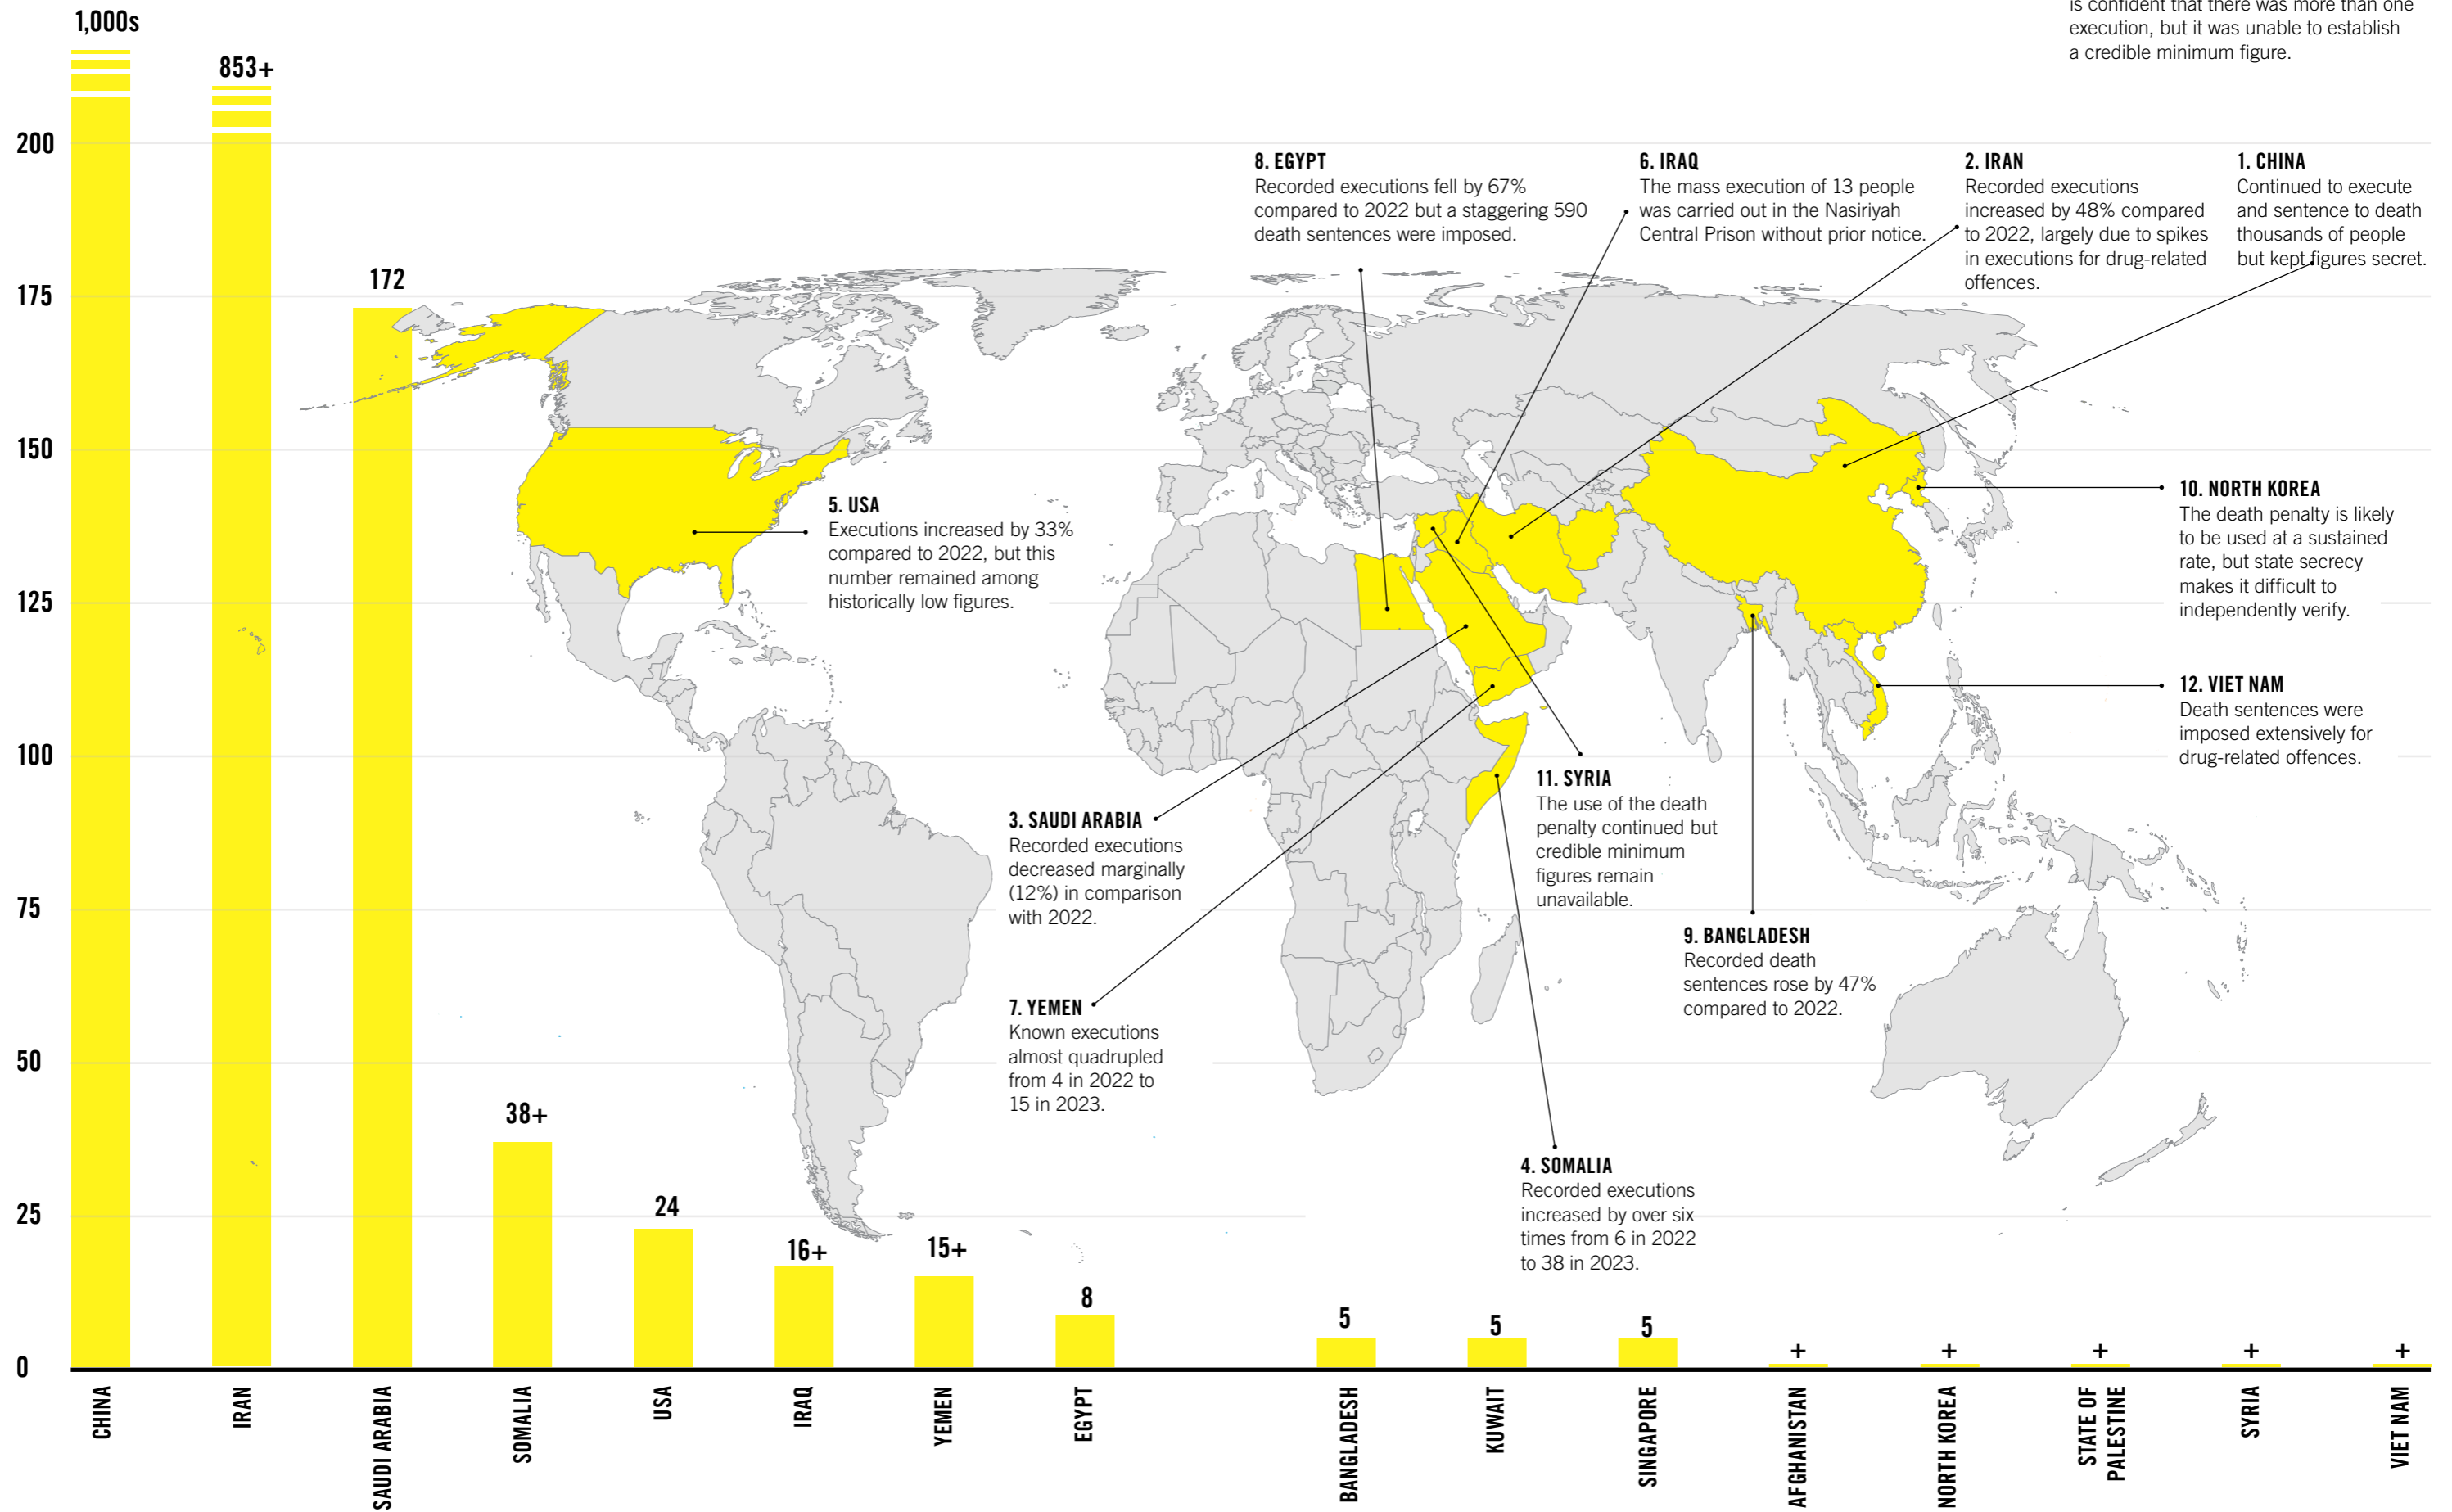 is confident that there was more than one
execution, but it was unable to establish
a credible minimum figure.
1,000s
853+
200
175
150
125
100
75
50
25
0
172
38+
24
16+
15+
8
5
5
5
+
+
+
+
+
8. EGYPT
Recorded executions fell by 67%
compared to 2022 but a staggering 590
death sentences were imposed.
6. IRAQ
The mass execution of 13 people
was carried out in the Nasiriyah
Central Prison without prior notice.
2. IRAN
Recorded executions
increased by 48% compared
to 2022, largely due to spikes
in executions for drug-related
offences.
1. CHINA
Continued to execute
and sentence to death
thousands of people
but kept figures secret.
5. USA
Executions increased by 33%
compared to 2022, but this
number remained among
historically low figures.
10. NORTH KOREA
The death penalty is likely
to be used at a sustained
rate, but state secrecy
makes it difficult to
independently verify.
12. VIET NAM
Death sentences were
imposed extensively for
drug-related offences.
11. SYRIA
The use of the death
penalty continued but
credible minimum
figures remain
unavailable.
3. SAUDI ARABIA
Recorded executions
decreased marginally
(12%) in comparison
with 2022.
9. BANGLADESH
Recorded death
sentences rose by 47%
compared to 2022.
7. YEMEN
Known executions
almost quadrupled
from 4 in 2022 to
15 in 2023.
4. SOMALIA
Recorded executions
increased by over six
times from 6 in 2022
to 38 in 2023.
CHINA
IRAN
SAUDI ARABIA
SOMALIA
USA
IRAQ
YEMEN
EGYPT
BANGLADESH
KUWAIT
SINGAPORE
AFGHANISTAN
NORTH KOREA
STATE OF
PALESTINE
SYRIA
VIET NAM